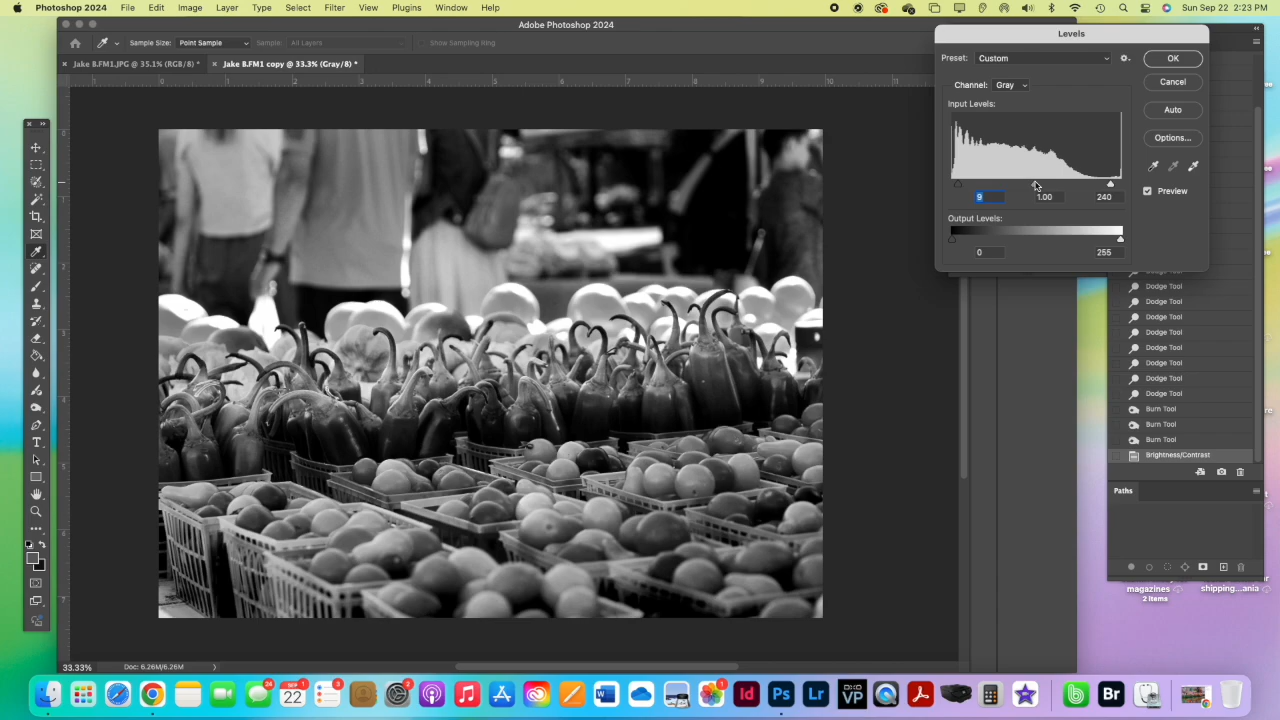 Photoshop 2024 File Edit Image Layer Type Select Filter View Plugins Window Help Sun Sep 22 2:23 PM
Adobe Photoshop 2024
Levels
Sample Size: Point Sample Sample: All Layers Show Sampling Ring
Preset: Custom OK
Jake B.FM1.JPG @ 35.1% (RGB/8) * Jake B.FM1 copy @ 33.3% (Gray/8) *
Cancel
Channel: Gray
Input Levels:
Auto
Options...
Preview
9 1.00 240
Output Levels:
0 255
Dodge Tool
Dodge Tool
Dodge Tool
Dodge Tool
Dodge Tool
Dodge Tool
Dodge Tool
Dodge Tool
Burn Tool
Burn Tool
Burn Tool
Brightness/Contrast
Paths
magazines
2 items
shipping...ania
33.33% Doc: 6.26M/6.26M